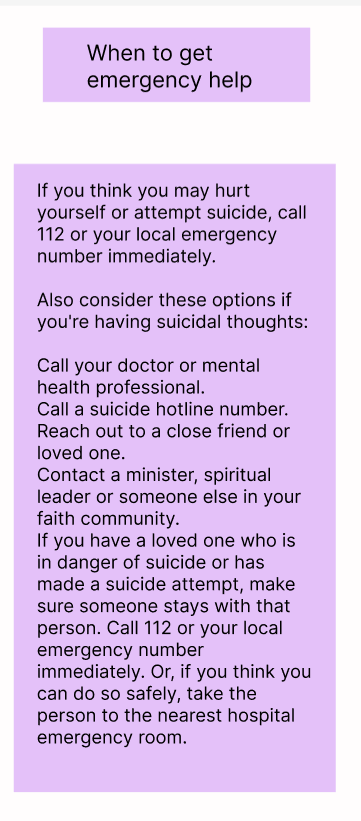 When to get
emergency help
If you think you may hurt
yourself or attempt suicide, call
112 or your local emergency
number immediately.
Also consider these options if
you're having suicidal thoughts:
Call your doctor or mental
health professional.
Call a suicide hotline number.
Reach out to a close friend or
loved one.
Contact a minister, spiritual
leader or someone else in your
faith community.
If you have a loved one who is
in danger of suicide or has
made a suicide attempt, make
sure someone stays with that
person. Call 112 or your local
emergency number
immediately. Or, if you think you
can do so safely, take the
person to the nearest hospital
emergency room.